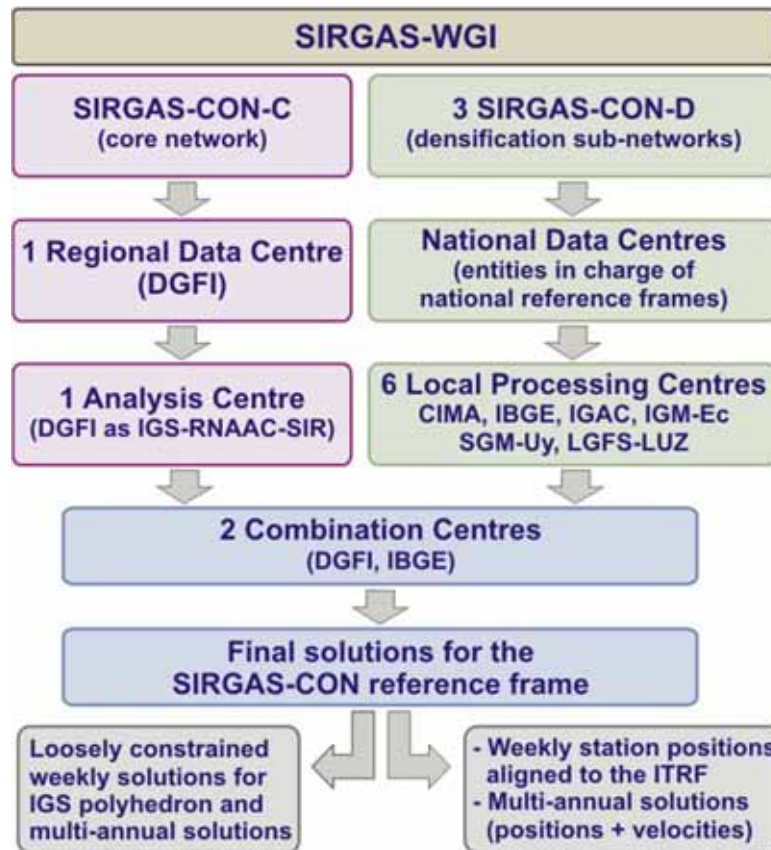 SIRGAS-WGI
SIRGAS-CON-C
(core network)
3 SIRGAS-CON-D
(densification sub-networks)
1 Regional Data Centre
(DGFI)
National Data Centres
(entities in charge of
national reference frames)
1 Analysis Centre
(DGFI as IGS-RNAAC-SIR)
6 Local Processing Centres
CIMA, IBGE, IGAC, IGM-Ec
SGM-Uy, LGFS-LUZ
2 Combination Centres
(DGFI, IBGE)
Final solutions for the
SIRGAS-CON reference frame
Loosely constrained
weekly solutions for
IGS polyhedron and
multi-annual solutions
- Weekly station positions
aligned to the ITRF
- Multi-annual solutions
(positions + velocities)